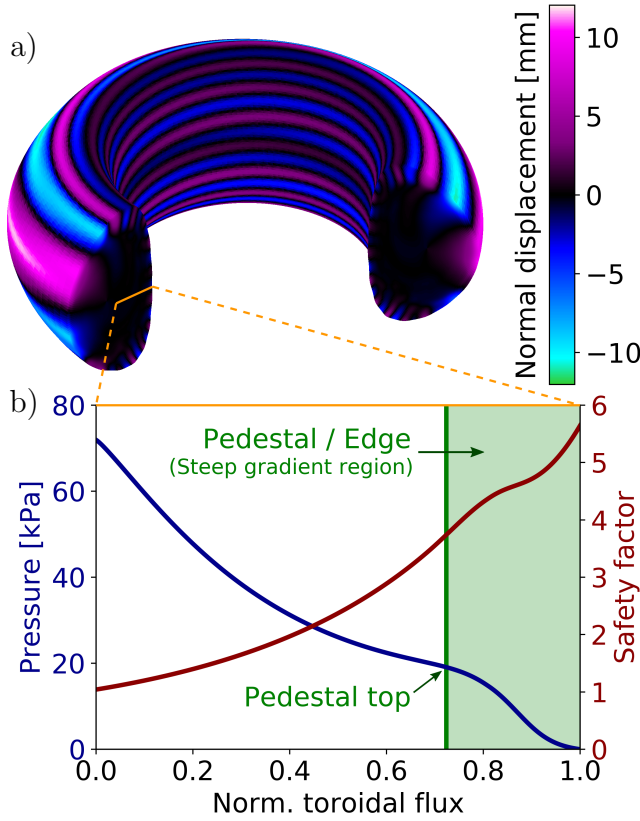 a)
Normal displacement [mm]
10
5
0
−5
−10
b)
Pressure [kPa]
80
60
40
20
0
Pedestal / Edge
(Steep gradient region)
Pedestal top
6
5
4
3
2
1
0
Safety factor
0.0 0.2 0.4 0.6 0.8 1.0
Norm. toroidal flux